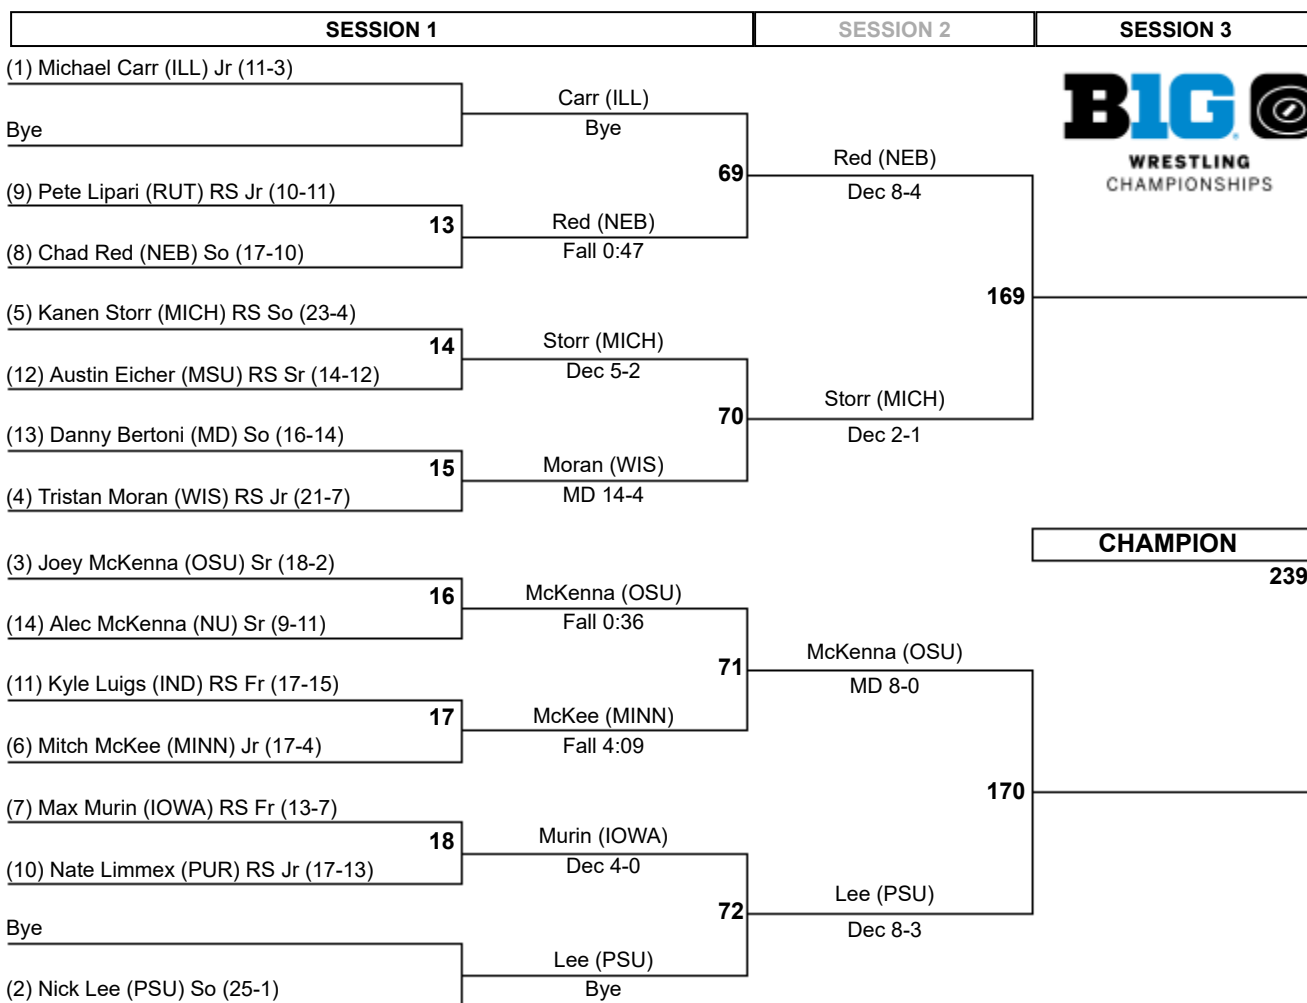 SESSION 1
SESSION 2
SESSION 3
(1) Michael Carr (ILL) Jr (11-3)
Carr (ILL)
Bye
Bye
B1G
WRESTLING
CHAMPIONSHIPS
69
Red (NEB)
Dec 8-4
(9) Pete Lipari (RUT) RS Jr (10-11)
13
Red (NEB)
Fall 0:47
(8) Chad Red (NEB) So (17-10)
169
(5) Kanen Storr (MICH) RS So (23-4)
14
Storr (MICH)
Dec 5-2
(12) Austin Eicher (MSU) RS Sr (14-12)
70
Storr (MICH)
Dec 2-1
(13) Danny Bertoni (MD) So (16-14)
15
Moran (WIS)
MD 14-4
(4) Tristan Moran (WIS) RS Jr (21-7)
CHAMPION
239
(3) Joey McKenna (OSU) Sr (18-2)
16
McKenna (OSU)
Fall 0:36
(14) Alec McKenna (NU) Sr (9-11)
71
McKenna (OSU)
MD 8-0
(11) Kyle Luigs (IND) RS Fr (17-15)
17
McKee (MINN)
Fall 4:09
(6) Mitch McKee (MINN) Jr (17-4)
170
(7) Max Murin (IOWA) RS Fr (13-7)
18
Murin (IOWA)
Dec 4-0
(10) Nate Limmex (PUR) RS Jr (17-13)
72
Lee (PSU)
Dec 8-3
Bye
Lee (PSU)
Bye
(2) Nick Lee (PSU) So (25-1)